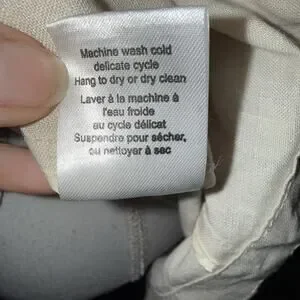 Machine wash cold
delicate cycle
Hang to dry or dry clean
Laver à la machine à
l'eau froide
au cycle délicat
Suspendre pour sécher,
ou nettoyer à sac